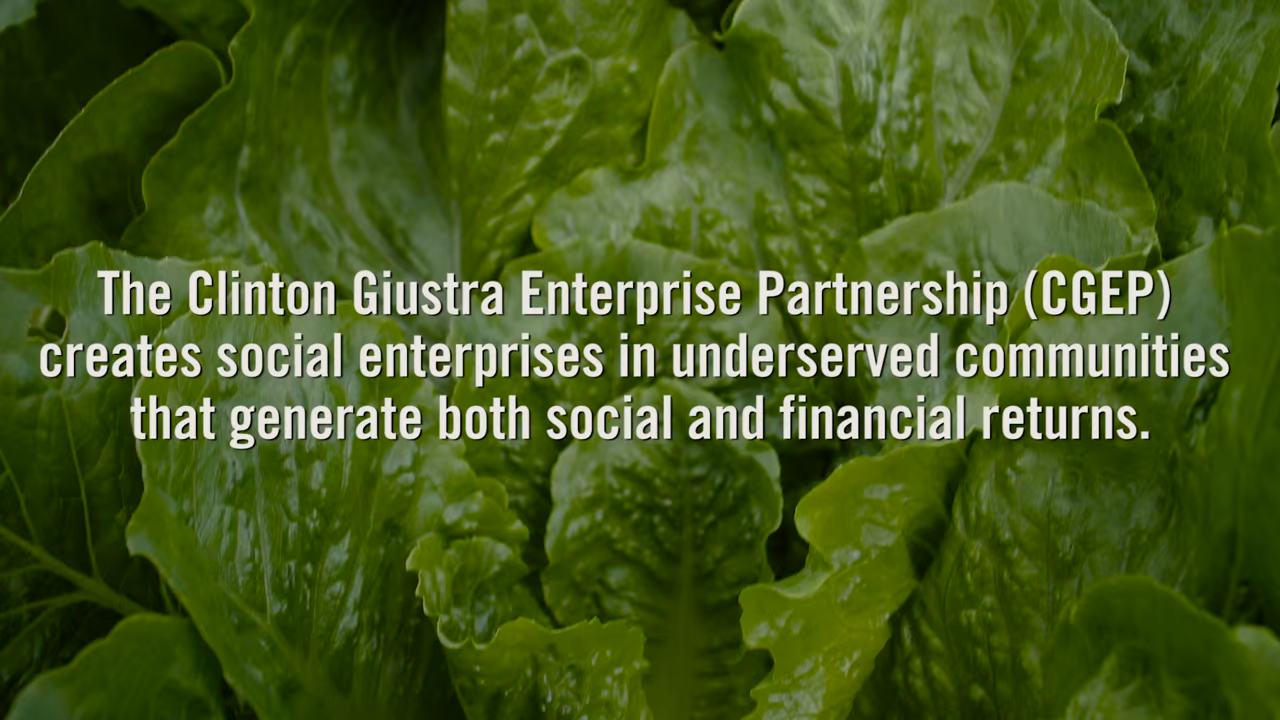 The Clinton Giustra Enterprise Partnership (CGEP)
creates social enterprises in underserved communities
that generate both social and financial returns.